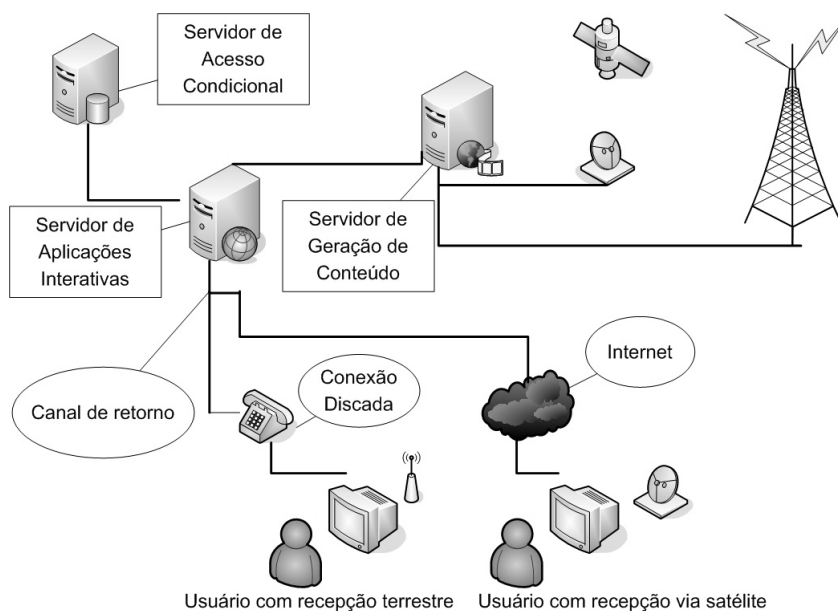 Servidor de
Acesso
Condicional
Servidor de
Aplicações
Interativas
Servidor de
Geração de
Conteúdo
Internet
Conexão
Discada
Canal de retorno
Usuário com recepção terrestre
Usuário com recepção via satélite